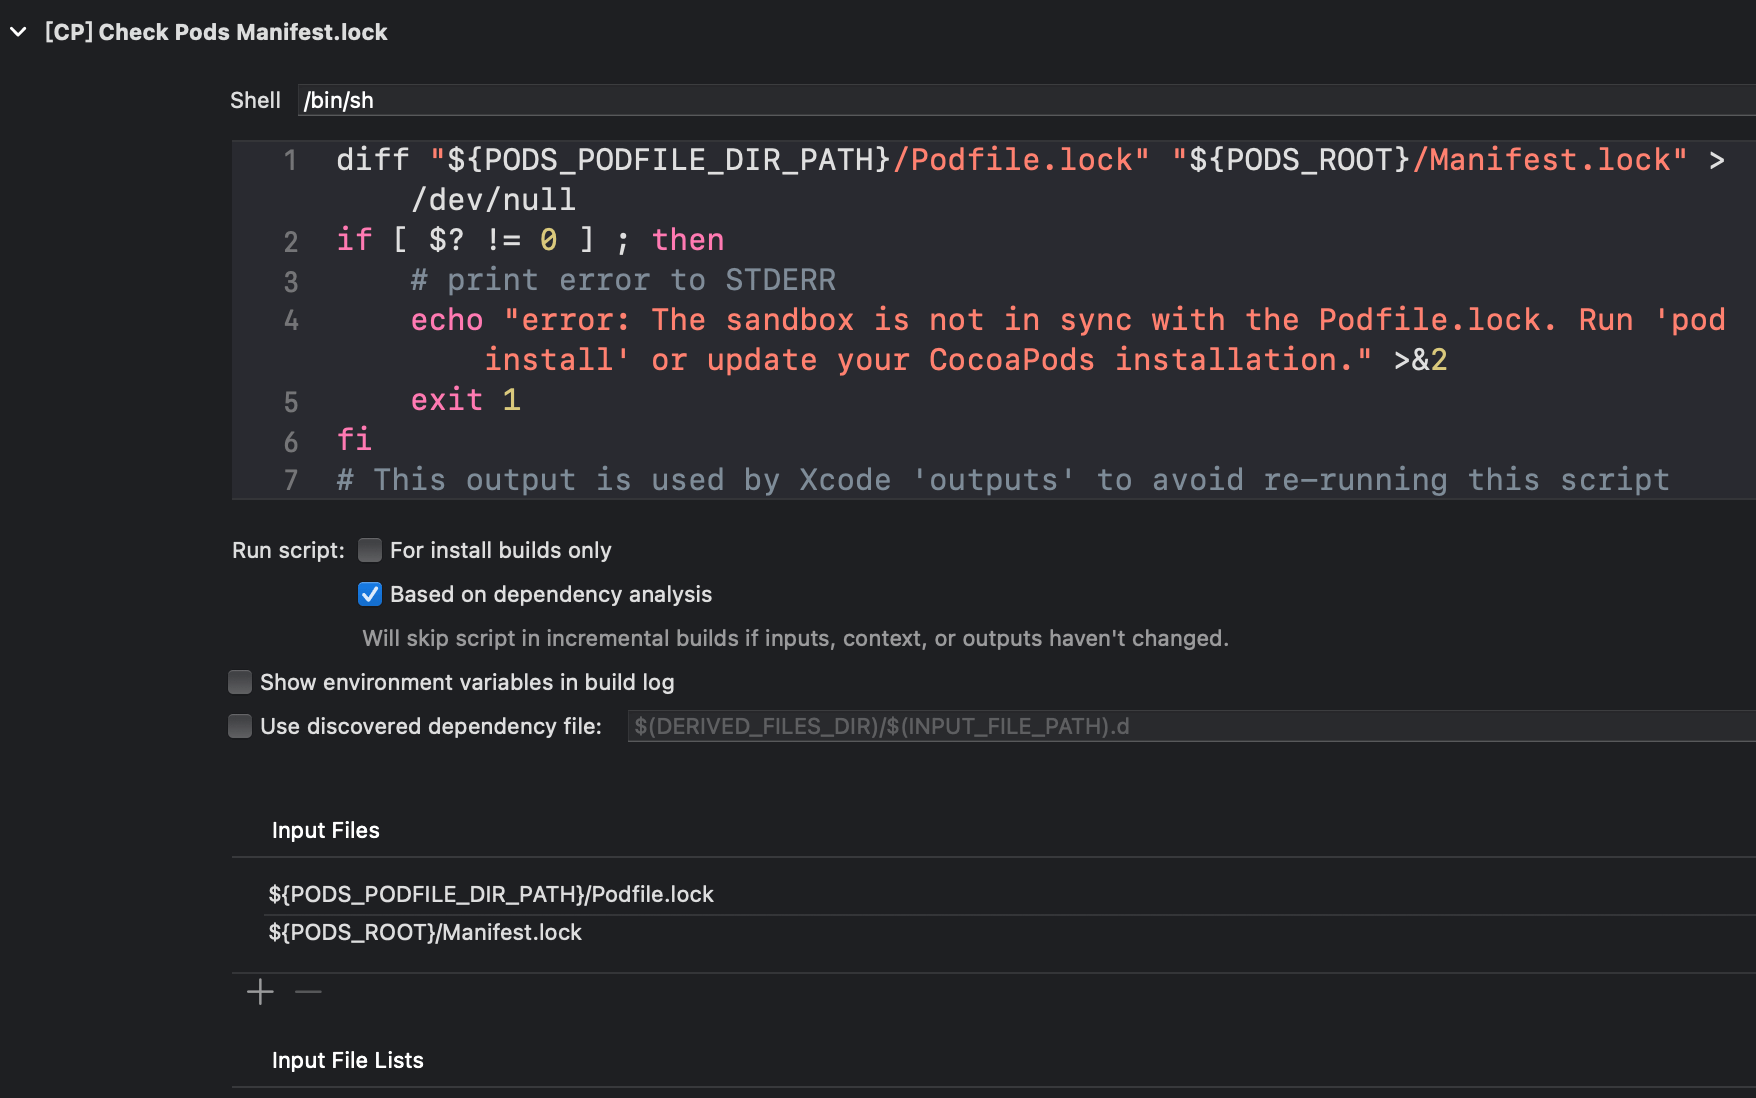 [CP] Check Pods Manifest.lock
Shell /bin/sh
1 diff "${PODS_PODFILE_DIR_PATH}/Podfile.lock" "${PODS_ROOT}/Manifest.lock" >
/dev/null
2 if [ $? != 0 ] ; then
3 # print error to STDERR
4 echo "error: The sandbox is not in sync with the Podfile.lock. Run 'pod
install' or update your CocoaPods installation." >&2
5 exit 1
6 fi
7 # This output is used by Xcode 'outputs' to avoid re-running this script
Run script: For install builds only
Based on dependency analysis
Will skip script in incremental builds if inputs, context, or outputs haven't changed.
Show environment variables in build log
Use discovered dependency file: $(DERIVED_FILES_DIR)/$(INPUT_FILE_PATH).d
Input Files
${PODS_PODFILE_DIR_PATH}/Podfile.lock
${PODS_ROOT}/Manifest.lock
Input File Lists